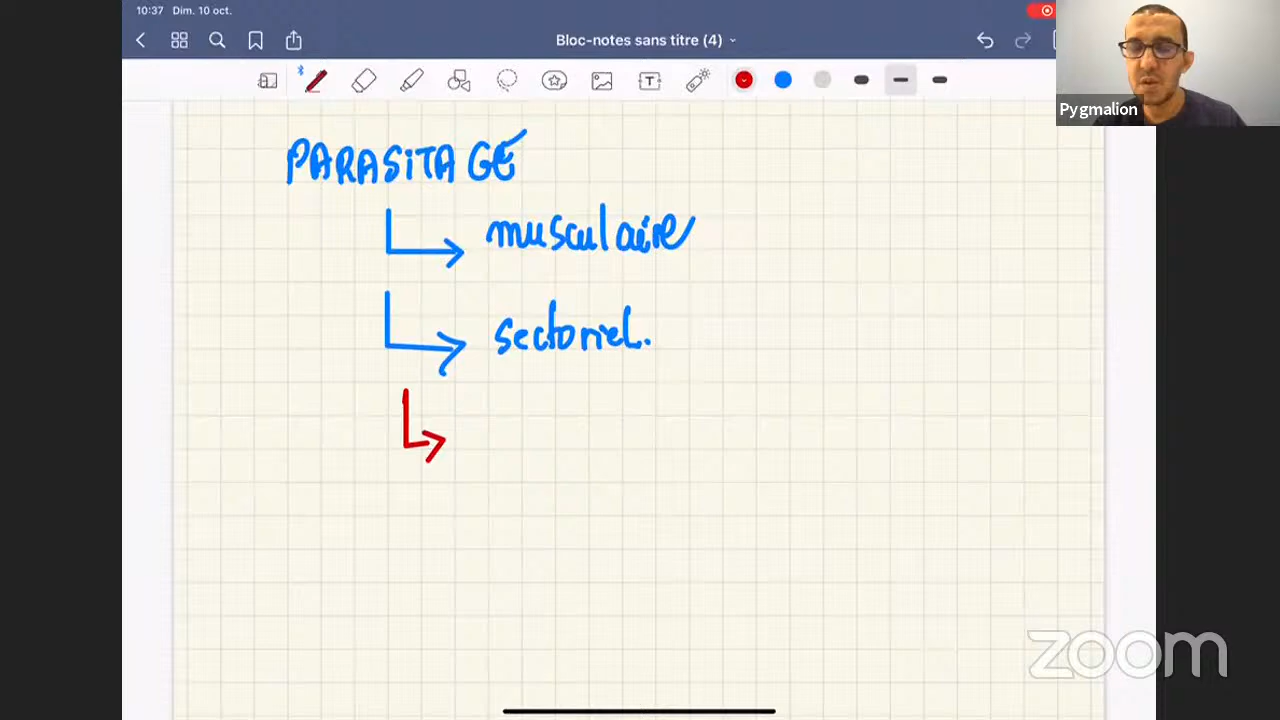 10:37 Dim. 10 oct.
Bloc-notes sans titre (4)
Pygmalion
PARASITAGE
musculaire
sectoriel.
zoom